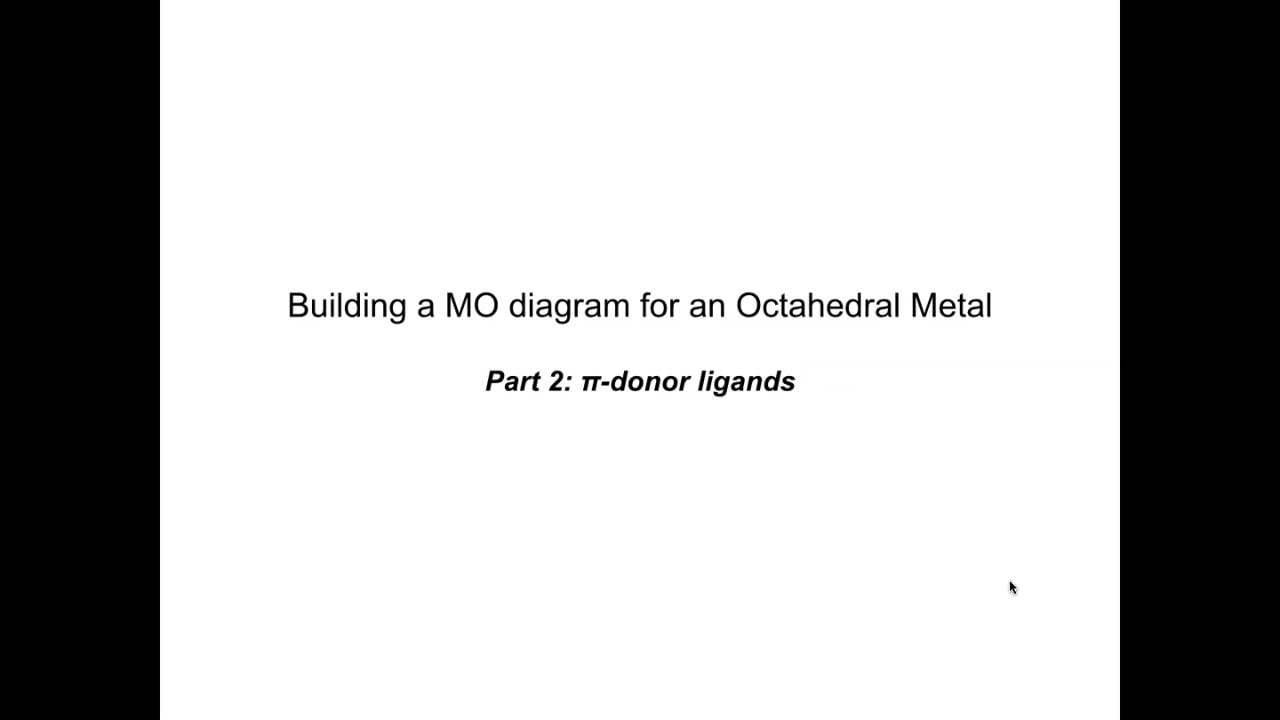 Building a MO diagram for an Octahedral Metal
Part 2: π-donor ligands